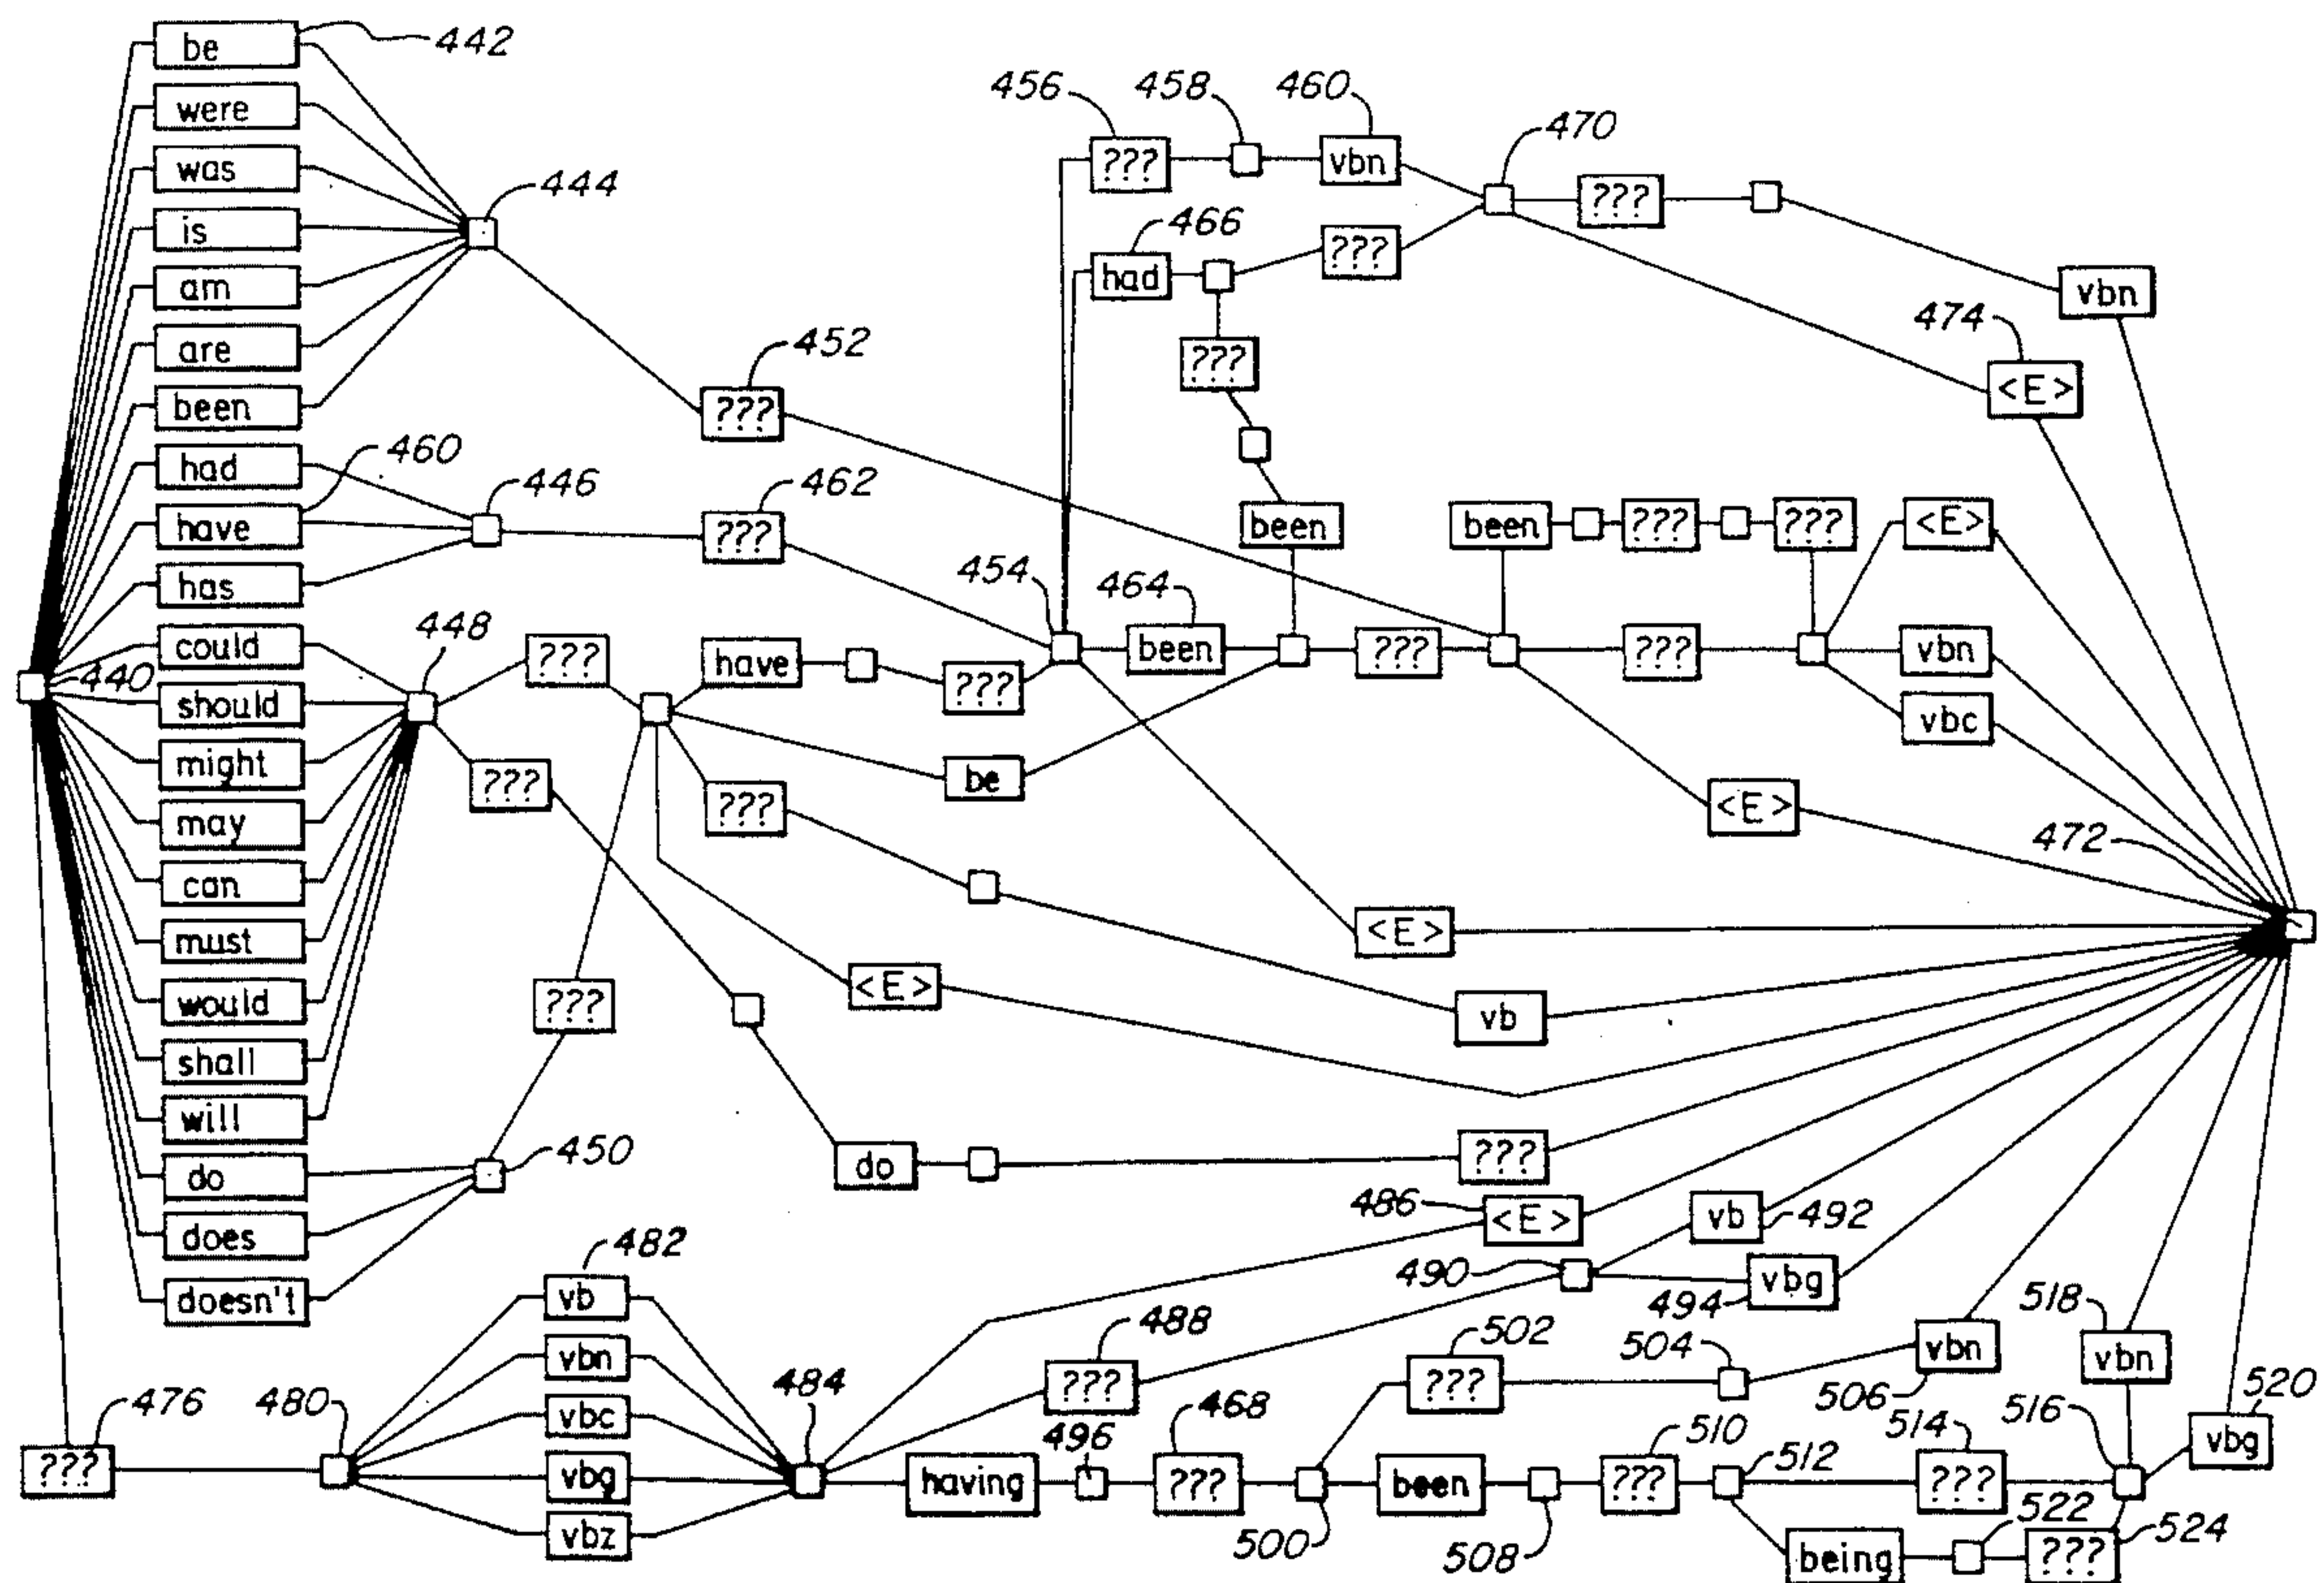 be 442
were
was
is
am
are
been
had
have 460
has
could
440 should
might
may
can
must
would
shall
will
do
does
doesn't
444
446
448
450
452 ???
462 ???
???
???
???
have
???
be
???
<E>
do
???
454
456 ???
458
460 vbn
470
???
vbn
466 had
???
???
been
464 been
???
been
???
???
???
<E>
vbn
vbc
<E>
<E>
vb
474 <E>
472
476 ???
480
482 vb
vbn
vbc
vbg
vbz
484
486 <E>
488 ???
490
492 vb
494 vbg
having
496
468 ???
500
502 ???
504
506 vbn
been
508
510 ???
512
514 ???
516
518 vbn
520 vbg
being
522
524 ???